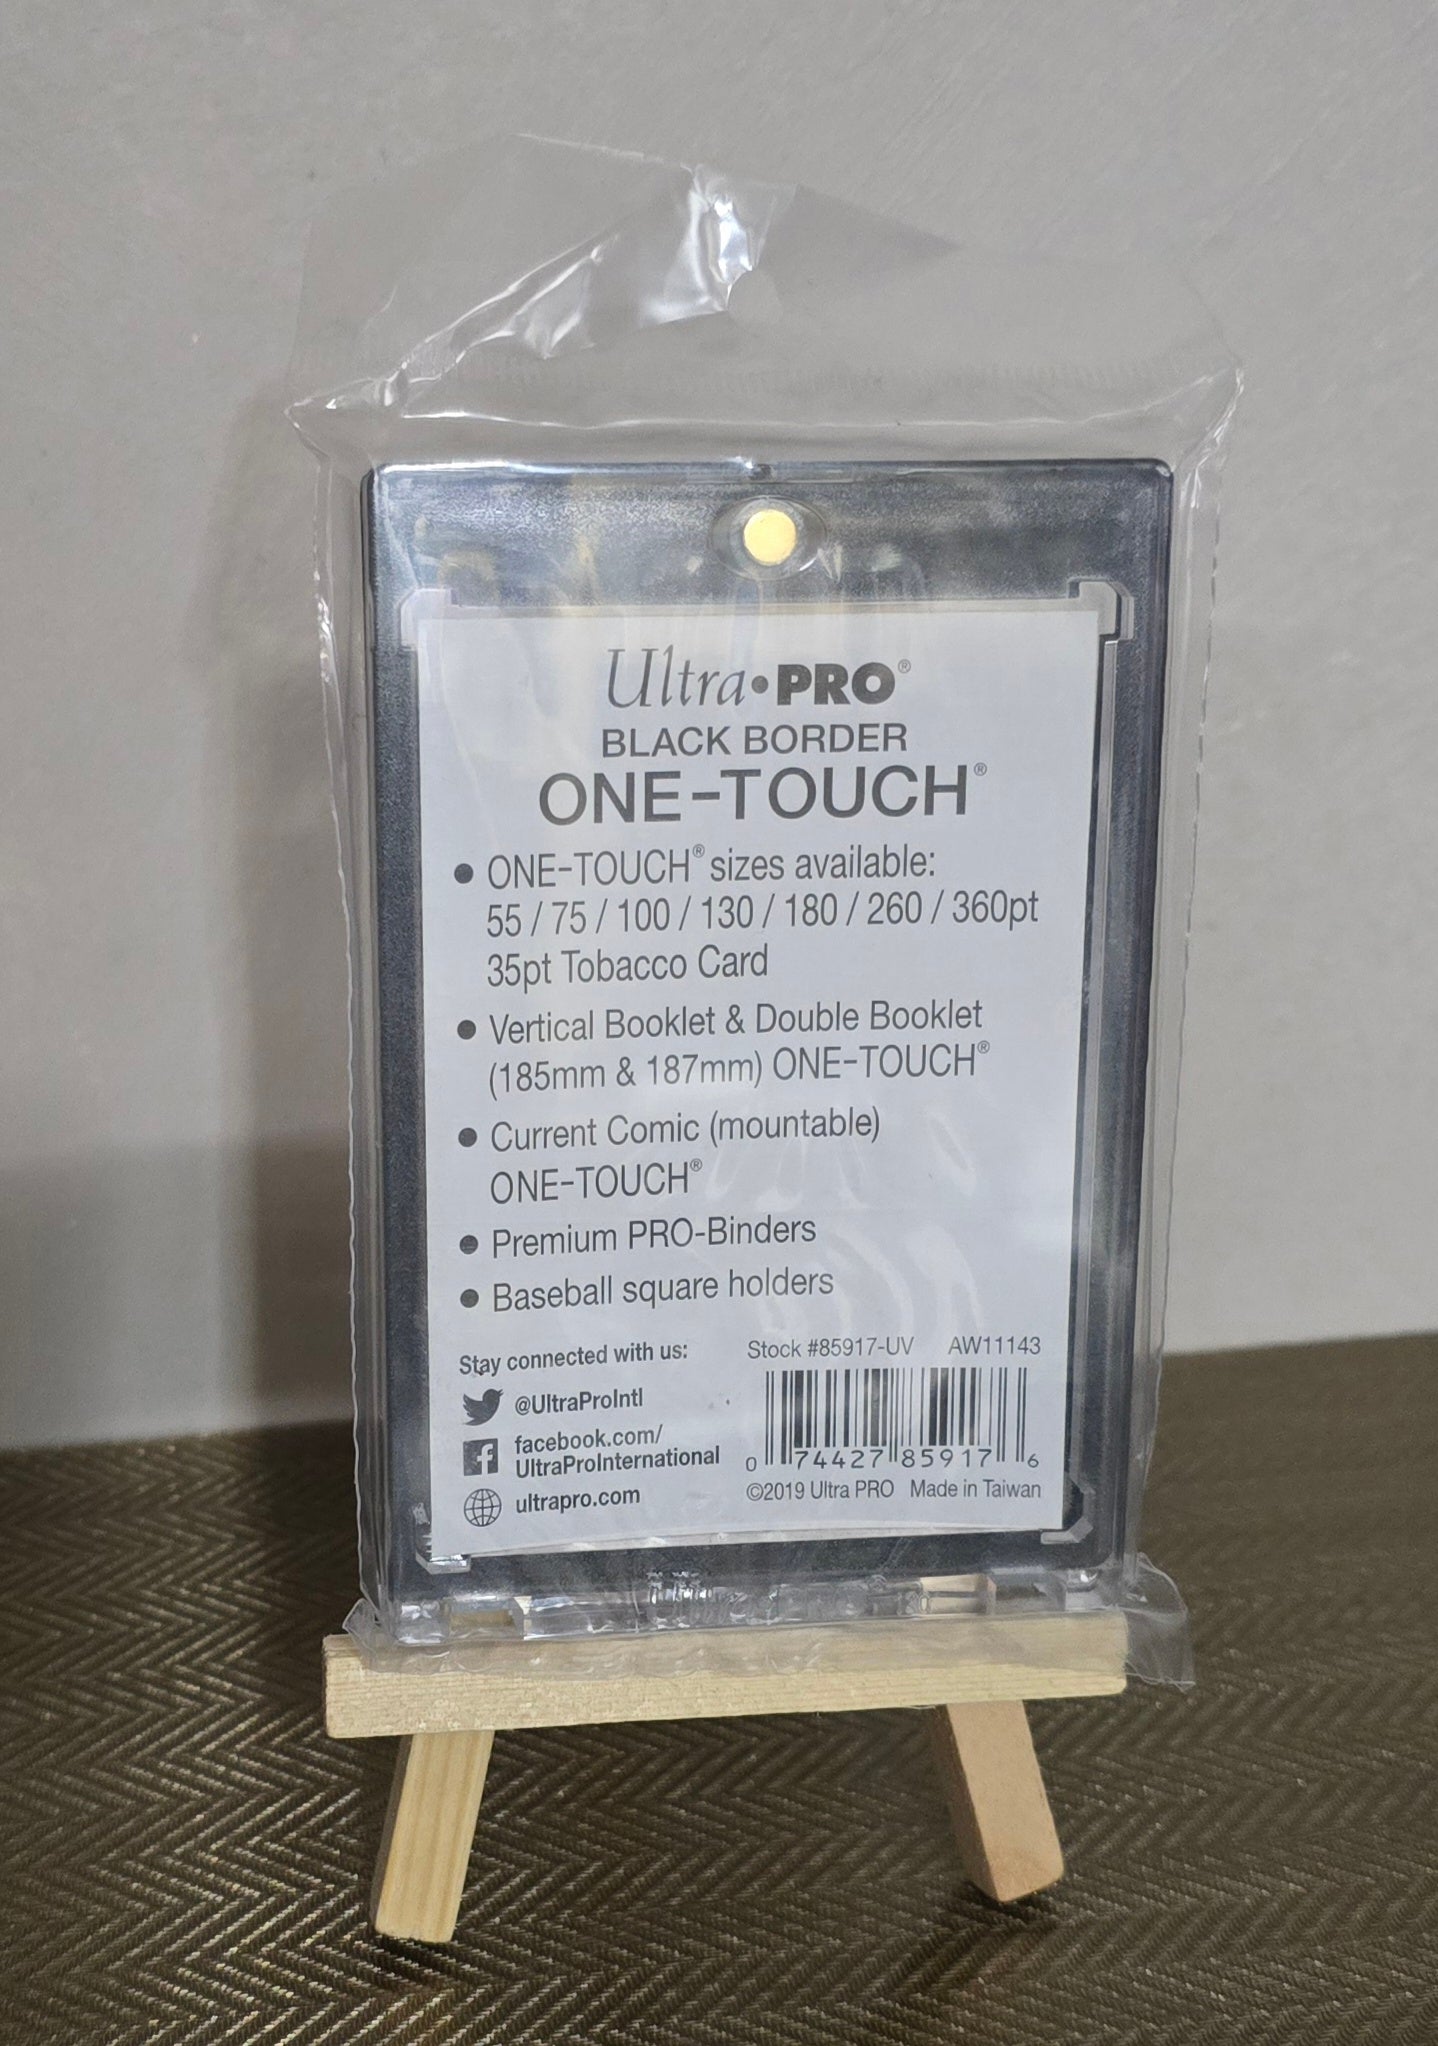 Ultra•PRO®
BLACK BORDER
ONE-TOUCH®
• ONE-TOUCH® sizes available:
55 / 75 / 100 / 130 / 180 / 260 / 360pt
35pt Tobacco Card
• Vertical Booklet & Double Booklet
(185mm & 187mm) ONE-TOUCH®
• Current Comic (mountable)
ONE-TOUCH®
• Premium PRO-Binders
• Baseball square holders
Stay connected with us:
@UltraProIntl
facebook.com/
UltraProInternational
ultrapro.com
Stock #85917-UV AW11143
0 74427 85917 6
©2019 Ultra PRO Made in Taiwan